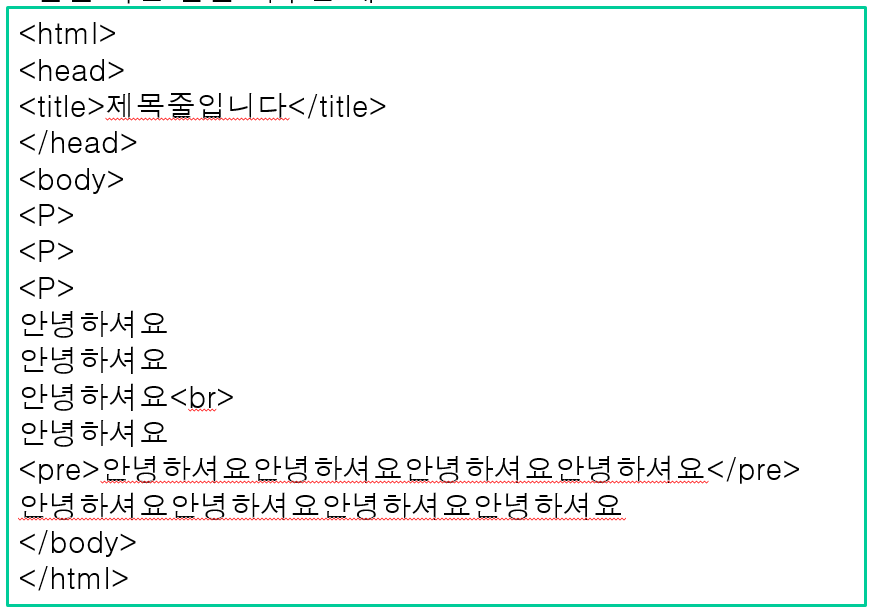 <html>
<head>
<title>제목줄입니다</title>
</head>
<body>
<P>
<P>
<P>
안녕하셔요
안녕하셔요
안녕하셔요<br>
안녕하셔요
<pre>안녕하셔요안녕하셔요안녕하셔요안녕하셔요</pre>
안녕하셔요안녕하셔요안녕하셔요안녕하셔요
</body>
</html>